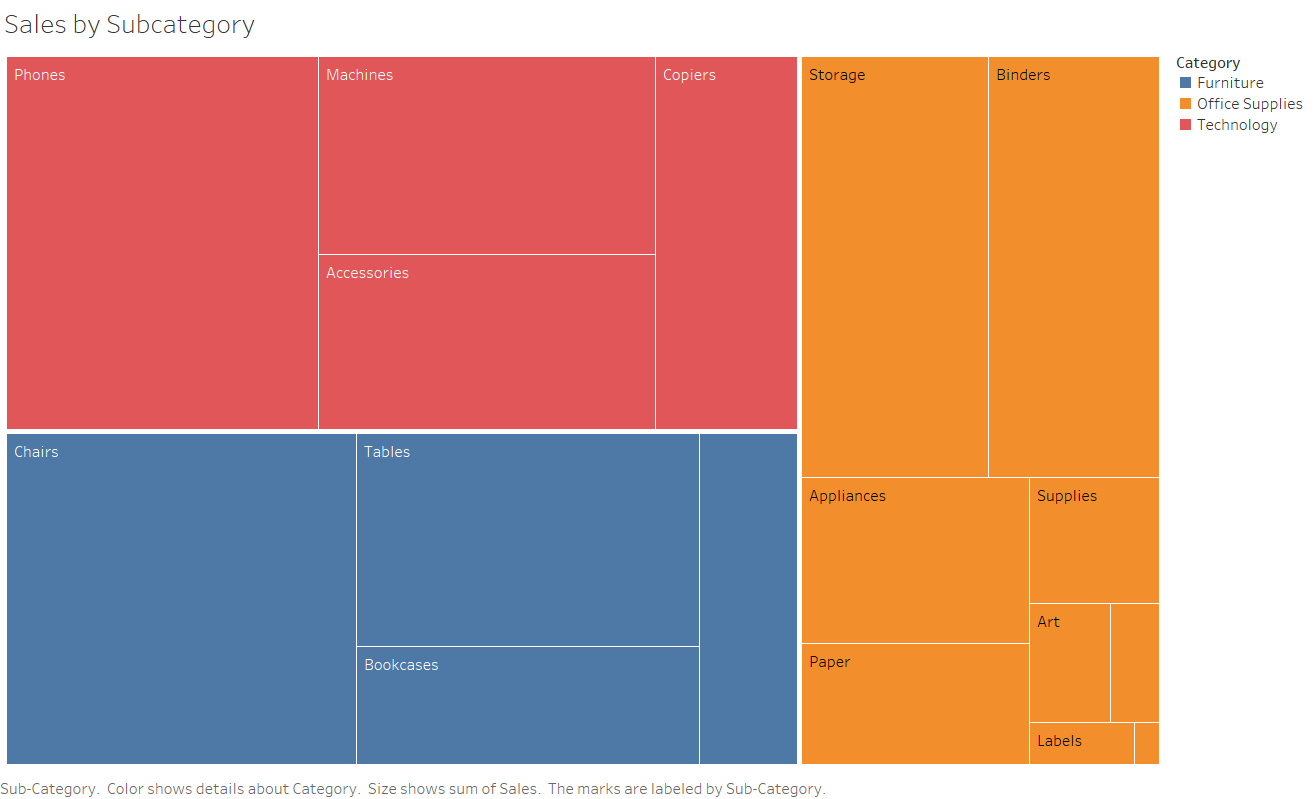 Sales by Subcategory
Phones
Machines
Copiers
Storage
Binders
Category
Furniture
Office Supplies
Technology
Accessories
Chairs
Tables
Bookcases
Appliances
Supplies
Art
Paper
Labels
Sub-Category. Color shows details about Category. Size shows sum of Sales. The marks are labeled by Sub-Category.